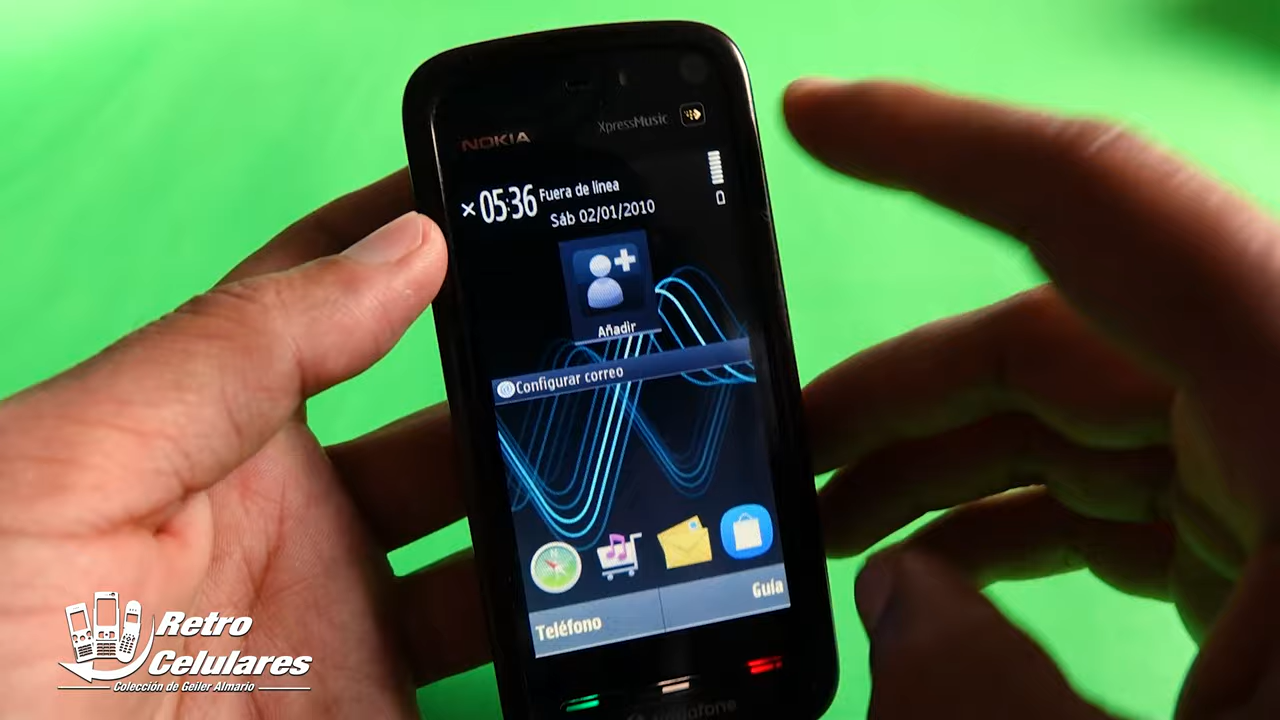 NOKIA
XpressMusic
05:36
Fuera de línea
Sáb 02/01/2010
Añadir
Configurar correo
Guía
Teléfono
vodafone
Retro
Celulares
Colección de Geiler Almario